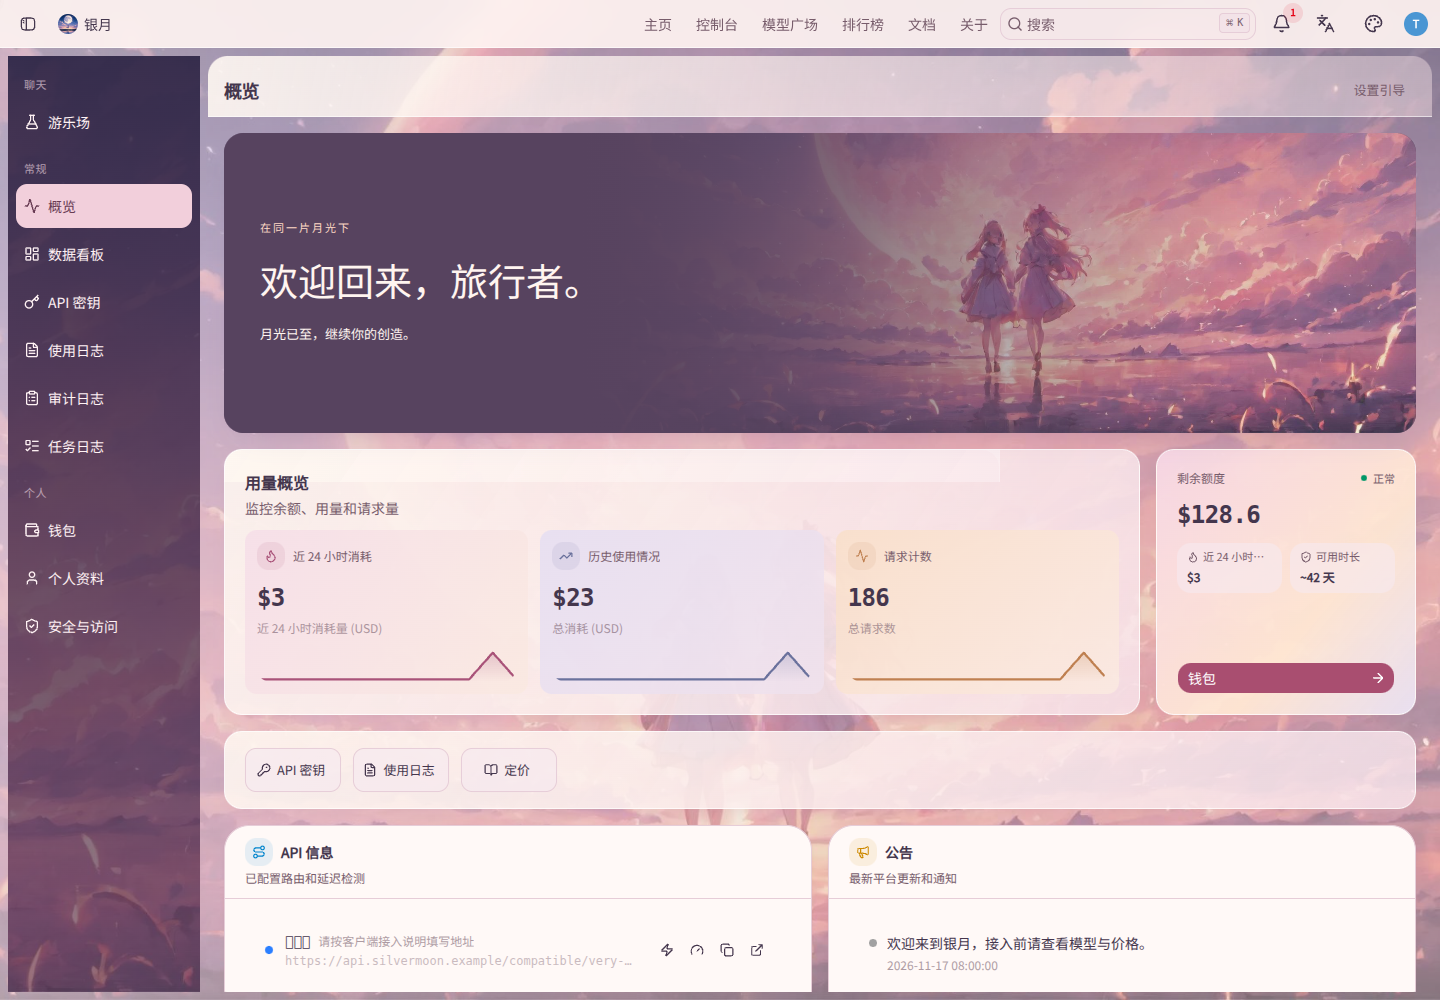 银月
主页 控制台 模型广场 排行榜 文档 关于 搜索 ⌘ K 1 T
聊天
游乐场
常规
概览
数据看板
API 密钥
使用日志
审计日志
任务日志
个人
钱包
个人资料
安全与访问
概览 设置引导
在同一片月光下
欢迎回来，旅行者。
月光已至，继续你的创造。
用量概览
监控余额、用量和请求量
近 24 小时消耗
$3
近 24 小时消耗量 (USD)
历史使用情况
$23
总消耗 (USD)
请求计数
186
总请求数
剩余额度 正常
$128.6
近 24 小时…
$3
可用时长
~42 天
钱包
API 密钥 使用日志 定价
API 信息
已配置路由和延迟检测
请按客户端接入说明填写地址
https://api.silvermoon.example/compatible/very-…
公告
最新平台更新和通知
欢迎来到银月，接入前请查看模型与价格。
2026-11-17 08:00:00